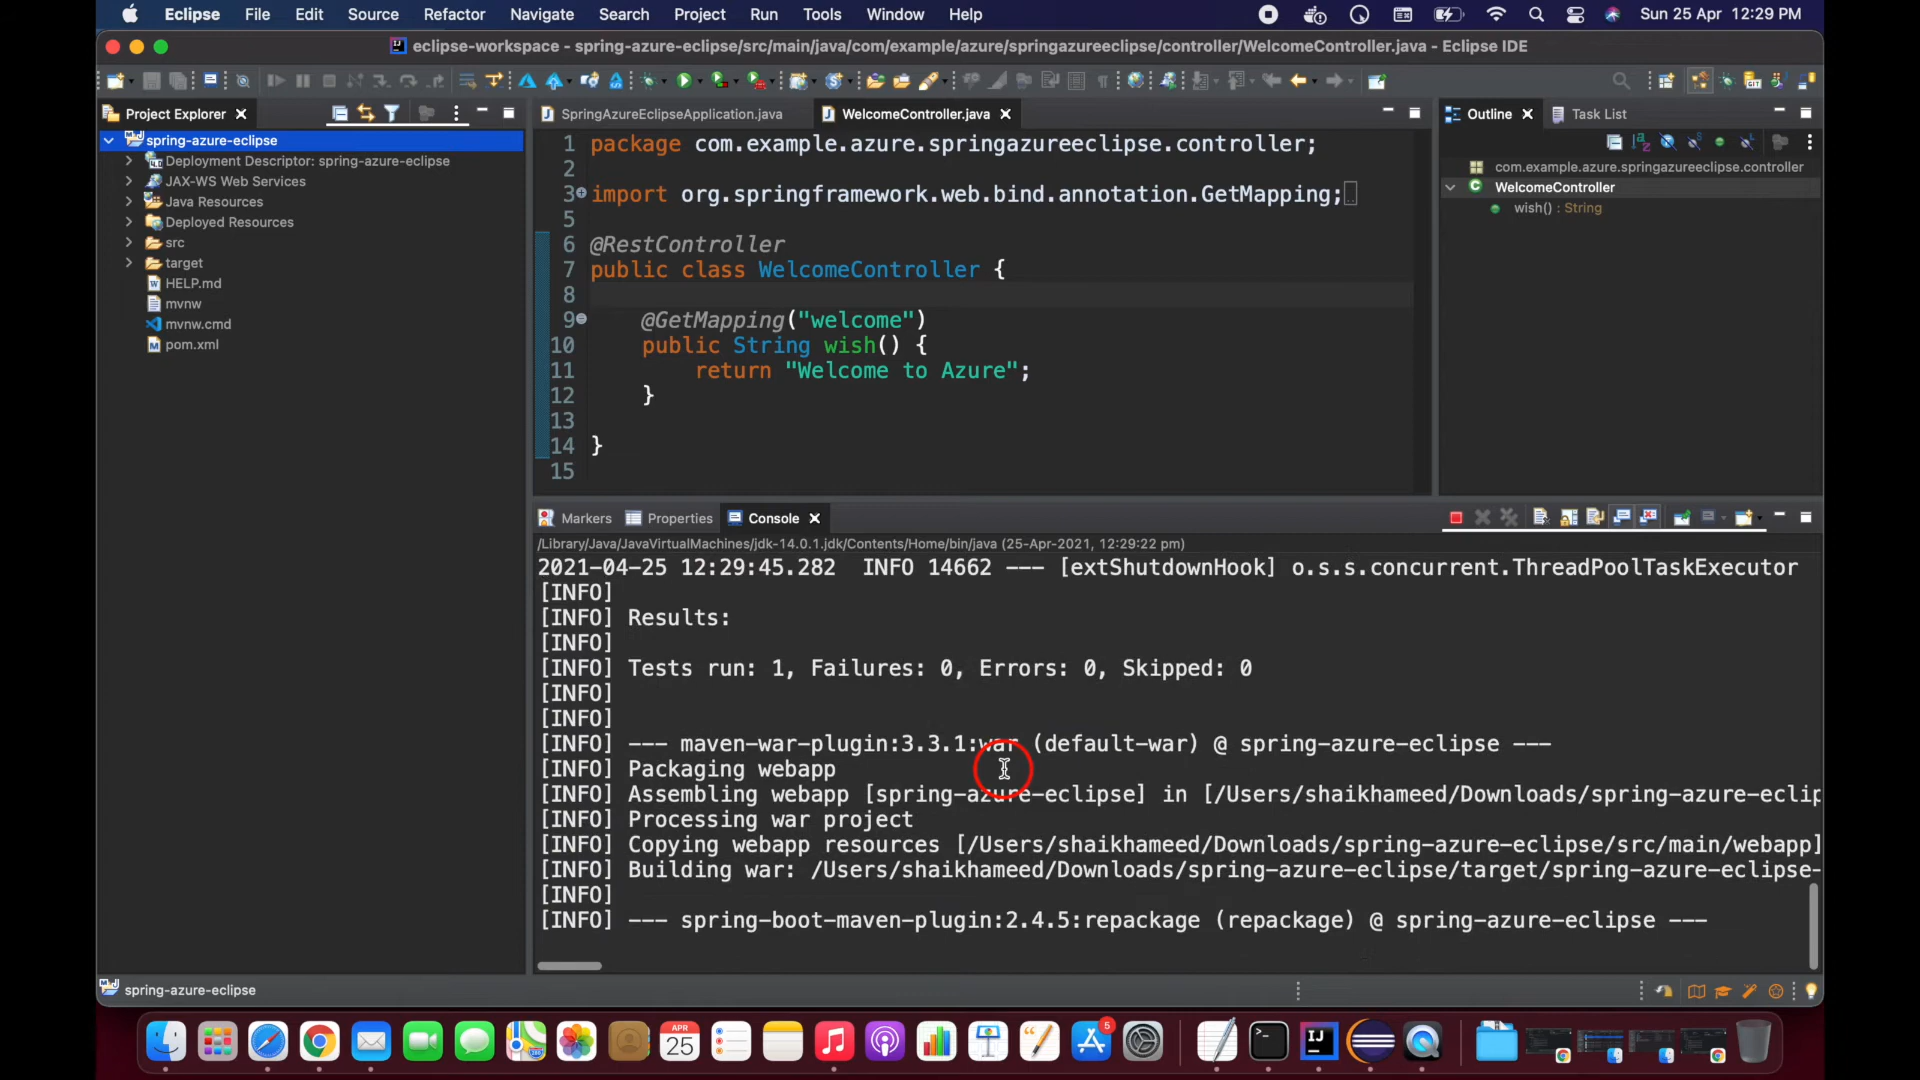 Eclipse File Edit Source Refactor Navigate Search Project Run Tools Window Help Sun 25 Apr 12:29 PM
eclipse-workspace - spring-azure-eclipse/src/main/java/com/example/azure/springazureeclipse/controller/WelcomeController.java - Eclipse IDE
Project Explorer
spring-azure-eclipse
Deployment Descriptor: spring-azure-eclipse
JAX-WS Web Services
Java Resources
Deployed Resources
src
target
HELP.md
mvnw
mvnw.cmd
pom.xml
SpringAzureEclipseApplication.java WelcomeController.java
1 package com.example.azure.springazureeclipse.controller;
2
3 import org.springframework.web.bind.annotation.GetMapping;
5
6 @RestController
7 public class WelcomeController {
8
9 @GetMapping("welcome")
10 public String wish() {
11 return "Welcome to Azure";
12 }
13
14 }
15
Outline Task List
com.example.azure.springazureeclipse.controller
WelcomeController
wish() : String
Markers Properties Console
/Library/Java/JavaVirtualMachines/jdk-14.0.1.jdk/Contents/Home/bin/java (25-Apr-2021, 12:29:22 pm)
2021-04-25 12:29:45.282 INFO 14662 --- [extShutdownHook] o.s.s.concurrent.ThreadPoolTaskExecutor
[INFO]
[INFO] Results:
[INFO]
[INFO] Tests run: 1, Failures: 0, Errors: 0, Skipped: 0
[INFO]
[INFO]
[INFO] --- maven-war-plugin:3.3.1:war (default-war) @ spring-azure-eclipse ---
[INFO] Packaging webapp
[INFO] Assembling webapp [spring-azure-eclipse] in [/Users/shaikhameed/Downloads/spring-azure-eclip
[INFO] Processing war project
[INFO] Copying webapp resources [/Users/shaikhameed/Downloads/spring-azure-eclipse/src/main/webapp]
[INFO] Building war: /Users/shaikhameed/Downloads/spring-azure-eclipse/target/spring-azure-eclipse-
[INFO]
[INFO] --- spring-boot-maven-plugin:2.4.5:repackage (repackage) @ spring-azure-eclipse ---
spring-azure-eclipse
APR
25
5